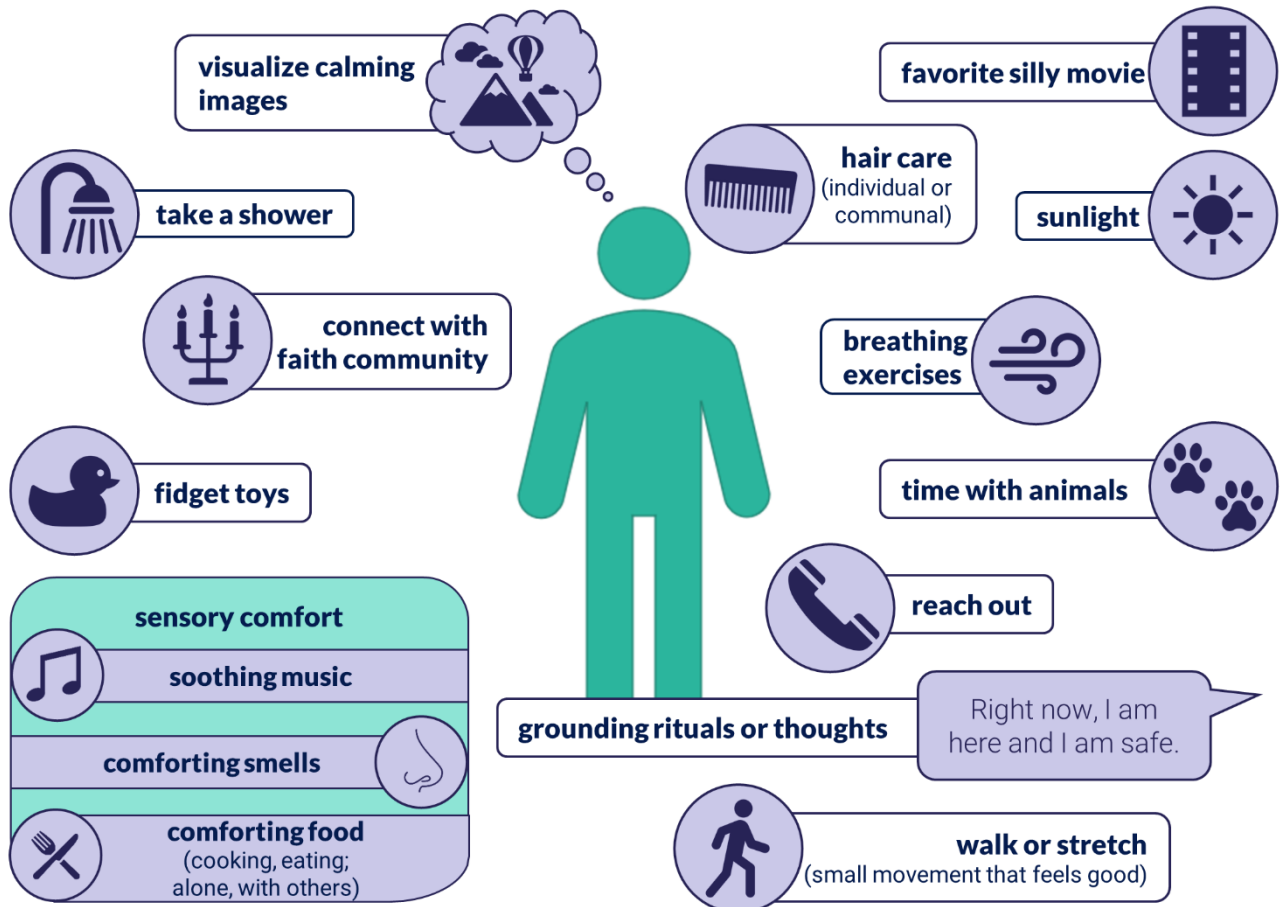 visualize calming
images
favorite silly movie
hair care
(individual or
communal)
take a shower
sunlight
connect with
faith community
breathing
exercises
fidget toys
time with animals
reach out
sensory comfort
soothing music
comforting smells
comforting food
(cooking, eating;
alone, with others)
grounding rituals or thoughts
Right now, I am
here and I am safe.
walk or stretch
(small movement that feels good)